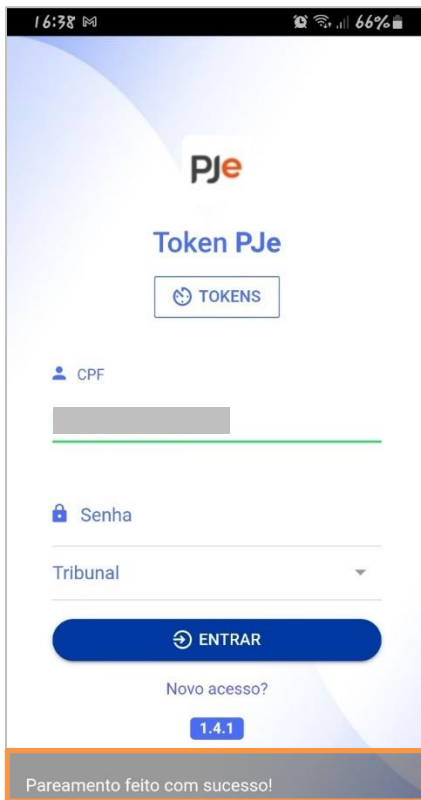 16:38 66%
PJe
Token PJe
TOKENS
CPF
Senha
Tribunal
ENTRAR
Novo acesso?
1.4.1
Pareamento feito com sucesso!